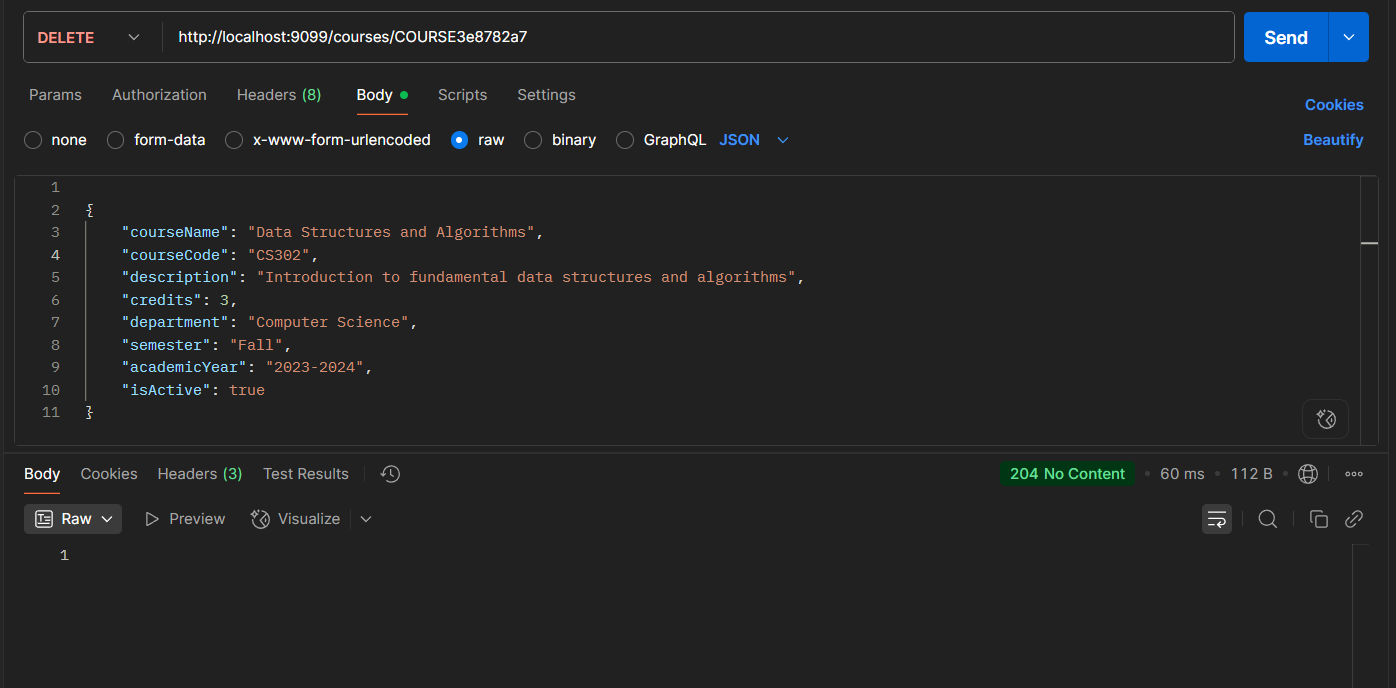 DELETE http://localhost:9099/courses/COURSE3e8782a7 Send
Params Authorization Headers (8) Body Scripts Settings Cookies
none form-data x-www-form-urlencoded raw binary GraphQL JSON Beautify
1
2 {
3 "courseName": "Data Structures and Algorithms",
4 "courseCode": "CS302",
5 "description": "Introduction to fundamental data structures and algorithms",
6 "credits": 3,
7 "department": "Computer Science",
8 "semester": "Fall",
9 "academicYear": "2023-2024",
10 "isActive": true
11 }
Body Cookies Headers (3) Test Results 204 No Content • 60 ms • 112 B •
Raw Preview Visualize
1